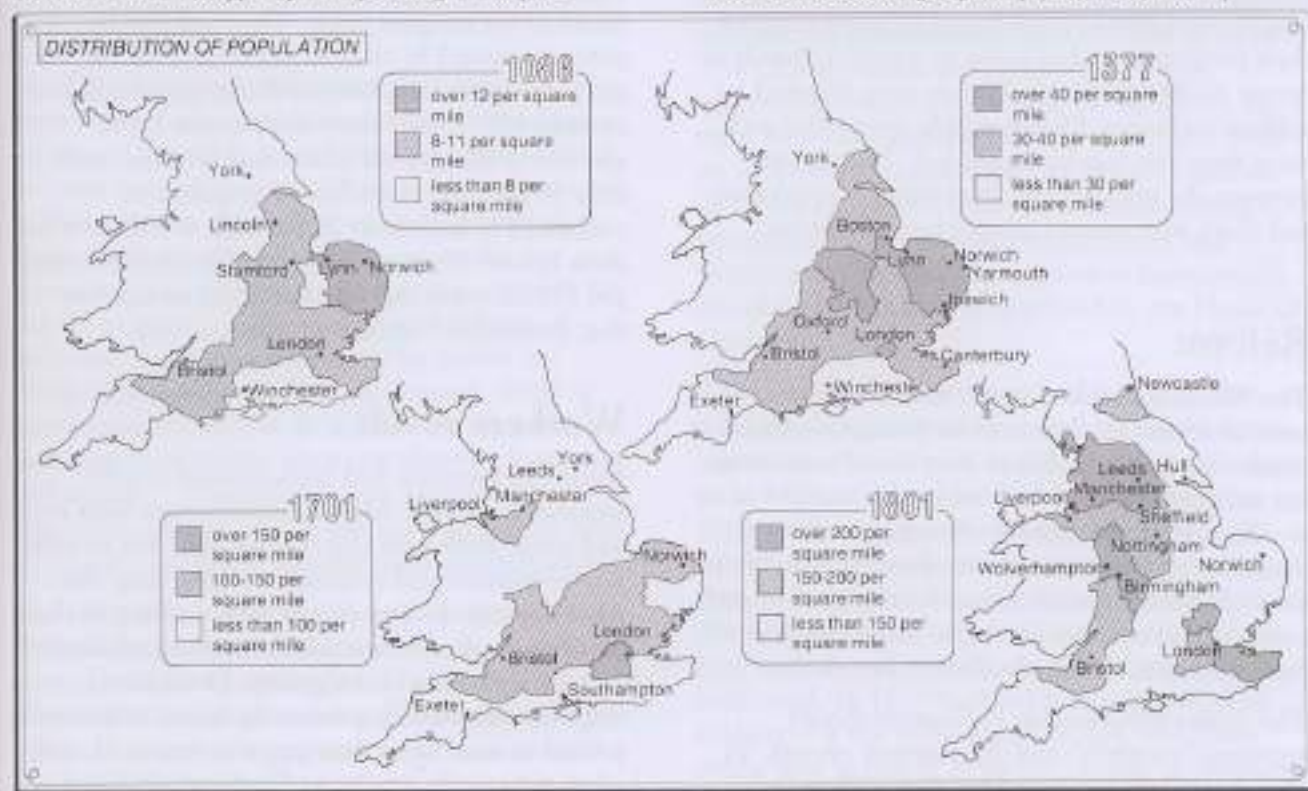 DISTRIBUTION OF POPULATION
1086
over 12 per square
mile
8-11 per square
mile
less than 8 per
square mile
York
Lincoln
Stamford
Lynn
Norwich
London
Bristol
Winchester
1377
over 40 per square
mile
30-40 per square
mile
less than 30 per
square mile
York
Boston
Lynn
Norwich
Yarmouth
Ipswich
Oxford
London
Bristol
Canterbury
Winchester
Exeter
1701
over 150 per
square mile
100-150 per
square mile
less than 100 per
square mile
Leeds
York
Manchester
Liverpool
Norwich
London
Bristol
Southampton
Exeter
1801
over 200 per
square mile
150-200 per
square mile
less than 150 per
square mile
Newcastle
Leeds
Hull
Manchester
Liverpool
Sheffield
Nottingham
Norwich
Wolverhampton
Birmingham
London
Bristol